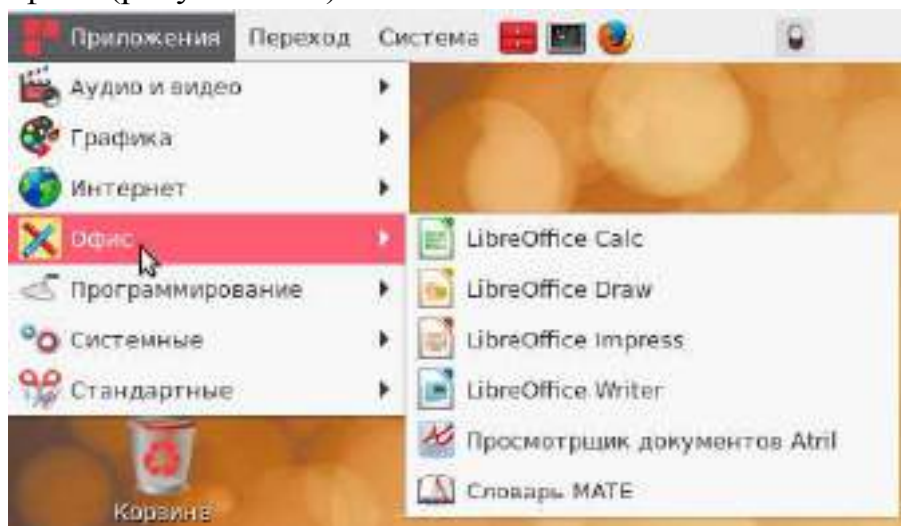 Приложения Переход Система
Аудио и видео
Графика
Интернет
Офис
Программирование
Системные
Стандартные
LibreOffice Calc
LibreOffice Draw
LibreOffice Impress
LibreOffice Writer
Просмотрщик документов Atril
Словарь MATE
Корзина